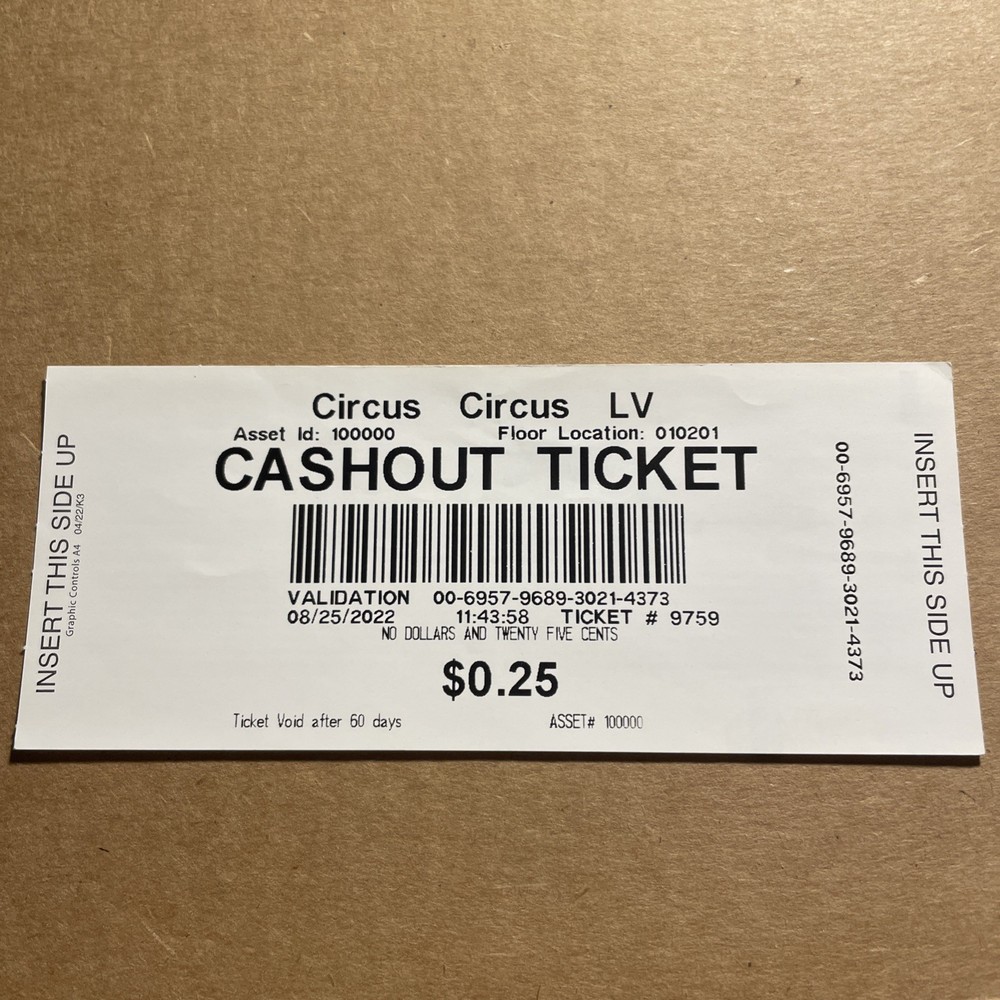 Circus Circus LV
Asset Id: 100000 Floor Location: 010201
CASHOUT TICKET
VALIDATION 00-6957-9689-3021-4373
08/25/2022 11:43:58 TICKET # 9759
NO DOLLARS AND TWENTY FIVE CENTS
$0.25
Ticket Void after 60 days ASSET# 100000
INSERT THIS SIDE UP
Graphic Controls A4 04/22/K3
00-6957-9689-3021-4373
INSERT THIS SIDE UP